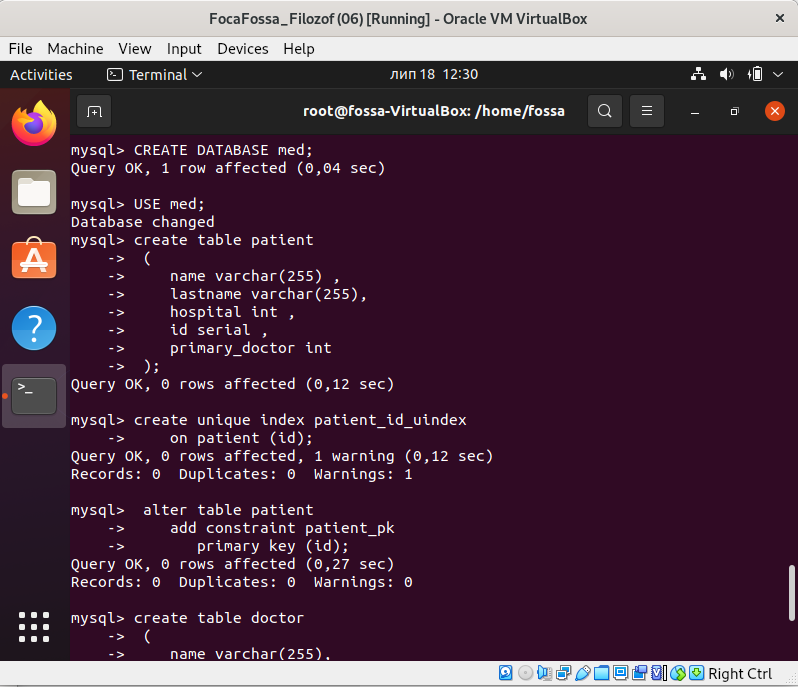 FocaFossa_Filozof (06) [Running] - Oracle VM VirtualBox
File Machine View Input Devices Help
Activities Terminal лип 18 12:30
root@fossa-VirtualBox: /home/fossa
mysql> CREATE DATABASE med;
Query OK, 1 row affected (0,04 sec)
mysql> USE med;
Database changed
mysql> create table patient
-> (
-> name varchar(255) ,
-> lastname varchar(255),
-> hospital int ,
-> id serial ,
-> primary_doctor int
-> );
Query OK, 0 rows affected (0,12 sec)
mysql> create unique index patient_id_uindex
-> on patient (id);
Query OK, 0 rows affected, 1 warning (0,12 sec)
Records: 0 Duplicates: 0 Warnings: 1
mysql> alter table patient
-> add constraint patient_pk
-> primary key (id);
Query OK, 0 rows affected (0,27 sec)
Records: 0 Duplicates: 0 Warnings: 0
mysql> create table doctor
-> (
-> name varchar(255),
Right Ctrl